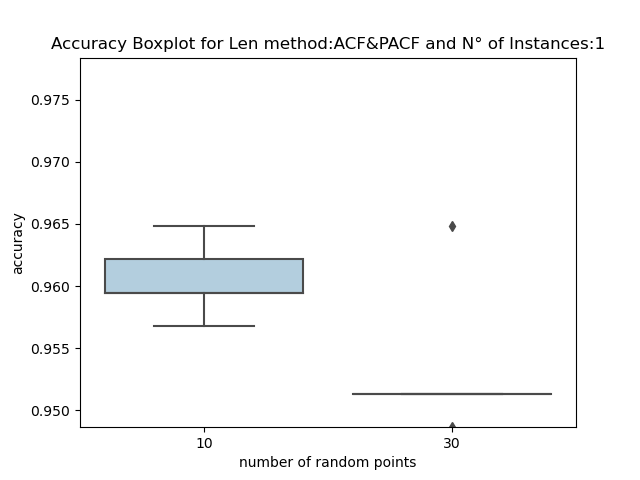 Accuracy Boxplot for Len method:ACF&PACF and N° of Instances:1
0.975
0.970
0.965
0.960
0.955
0.950
accuracy
10 30
number of random points